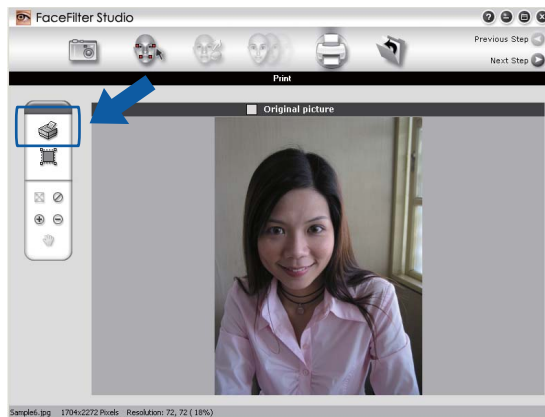 FaceFilter Studio
Previous Step
Next Step
Print
Original picture
Sample6.jpg 1704x2272 Pixels Resolution: 72, 72 ( 18%)